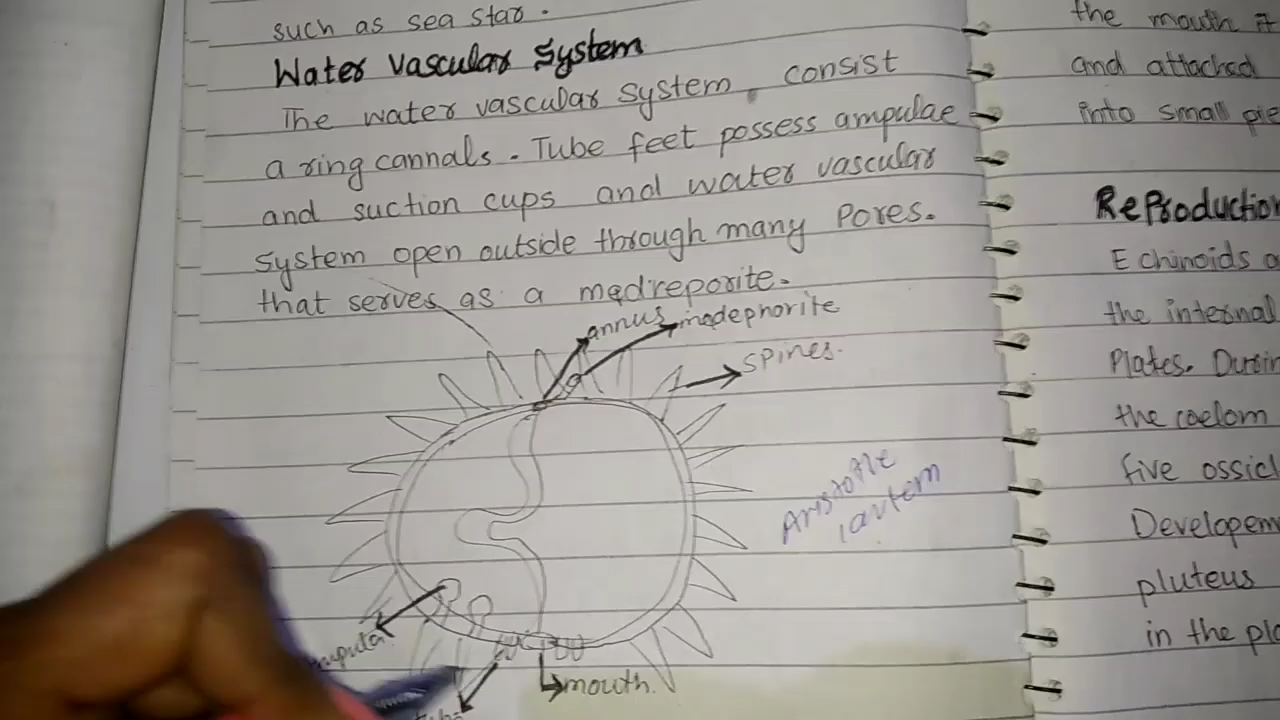 such as sea star.
Water Vascular System
The water vascular system, consist
a ring cannals. Tube feet possess ampulae
and suction cups and water vascular
system open outside through many Pores.
that serves as a madreporite.
annus
madephorite
spines.
Aristotle
lantern
mouth.
the mouth it
and attached
into small pie
Reproduction
Echinoids a
the internal
Plates. Durin
the coelom
five ossicl
Developem
pluteus
in the pla